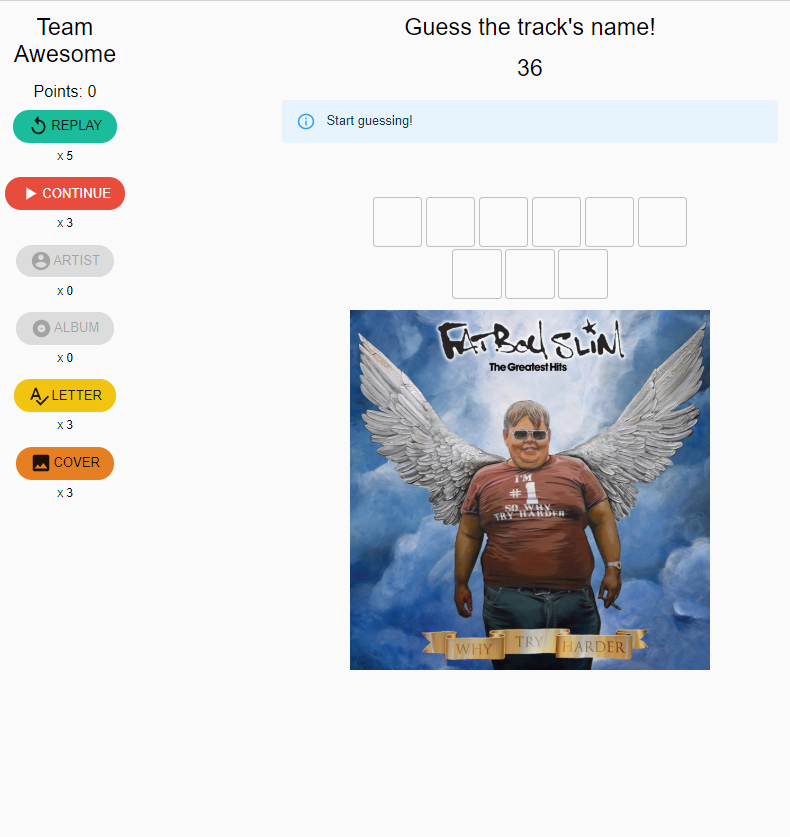 Team
Awesome
Points: 0
REPLAY
x 5
CONTINUE
x 3
ARTIST
x 0
ALBUM
x 0
LETTER
x 3
COVER
x 3
Guess the track's name!
36
Start guessing!
FATBOY SLIM
The Greatest Hits
I'M
#1
SO WHY
TRY HARDER
WHY TRY HARDER